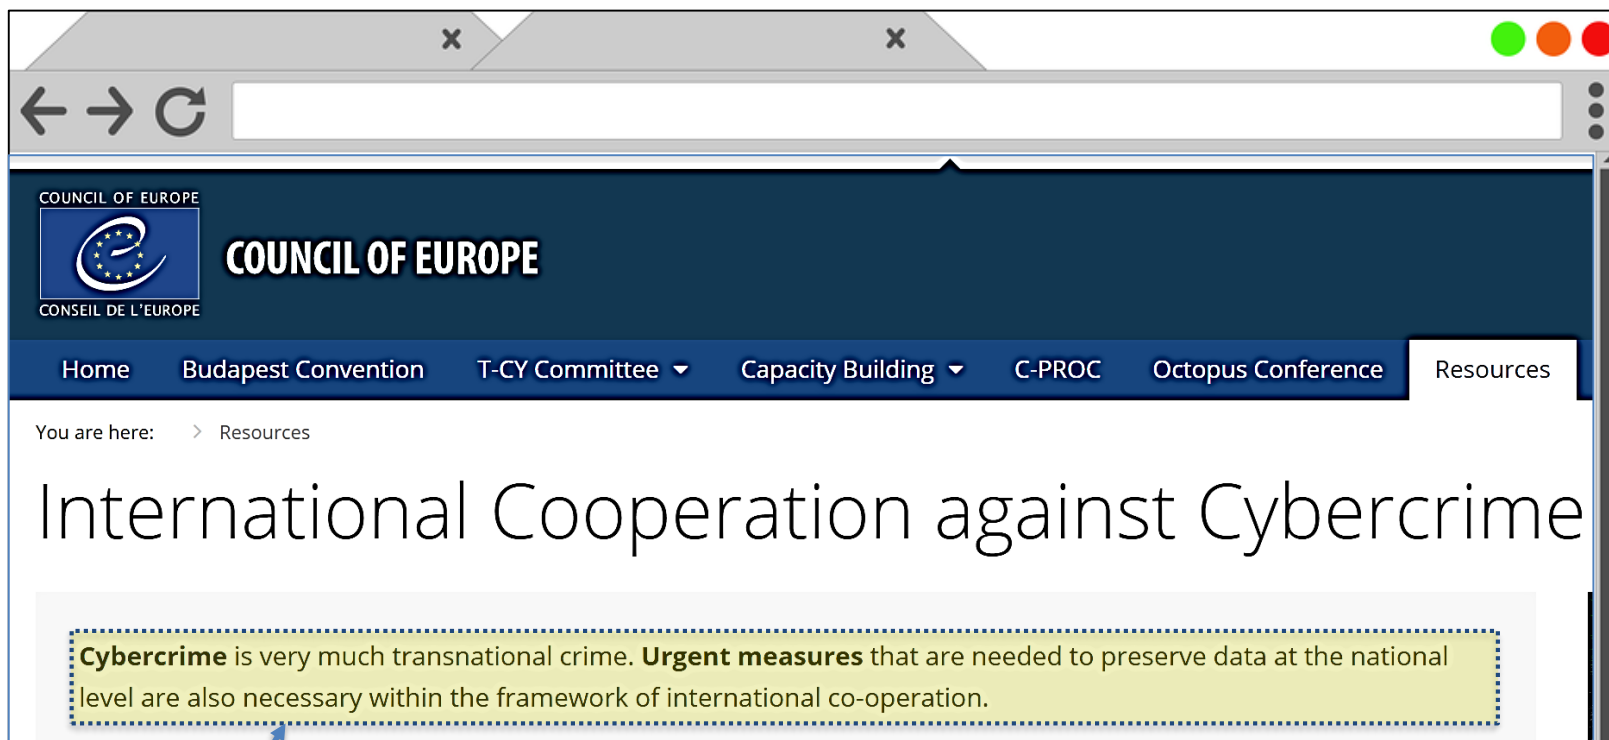 COUNCIL OF EUROPE
CONSEIL DE L'EUROPE
COUNCIL OF EUROPE
Home Budapest Convention T-CY Committee Capacity Building C-PROC Octopus Conference Resources
You are here: > Resources
International Cooperation against Cybercrime
Cybercrime is very much transnational crime. Urgent measures that are needed to preserve data at the national
level are also necessary within the framework of international co-operation.